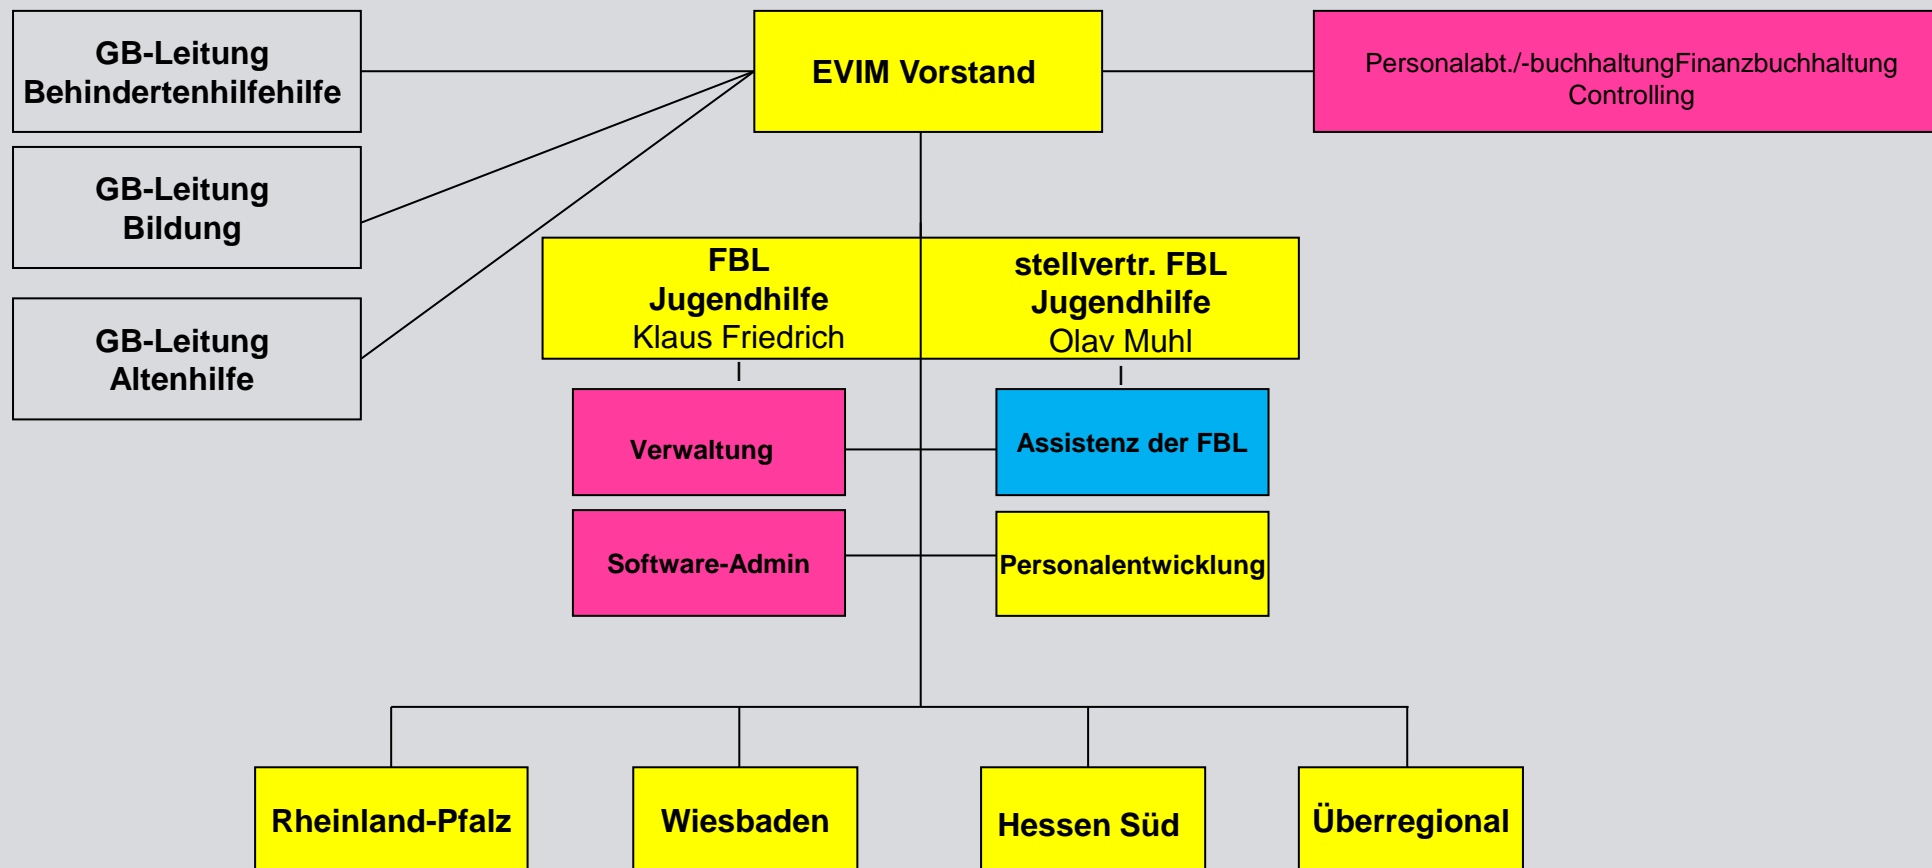 GB-Leitung
Behindertenhilfehilfe
EVIM Vorstand
Personalabt./-buchhaltungFinanzbuchhaltung
Controlling
GB-Leitung
Bildung
GB-Leitung
Altenhilfe
FBL
Jugendhilfe
Klaus Friedrich
stellvertr. FBL
Jugendhilfe
Olav Muhl
Verwaltung
Assistenz der FBL
Software-Admin
Personalentwicklung
Rheinland-Pfalz
Wiesbaden
Hessen Süd
Überregional